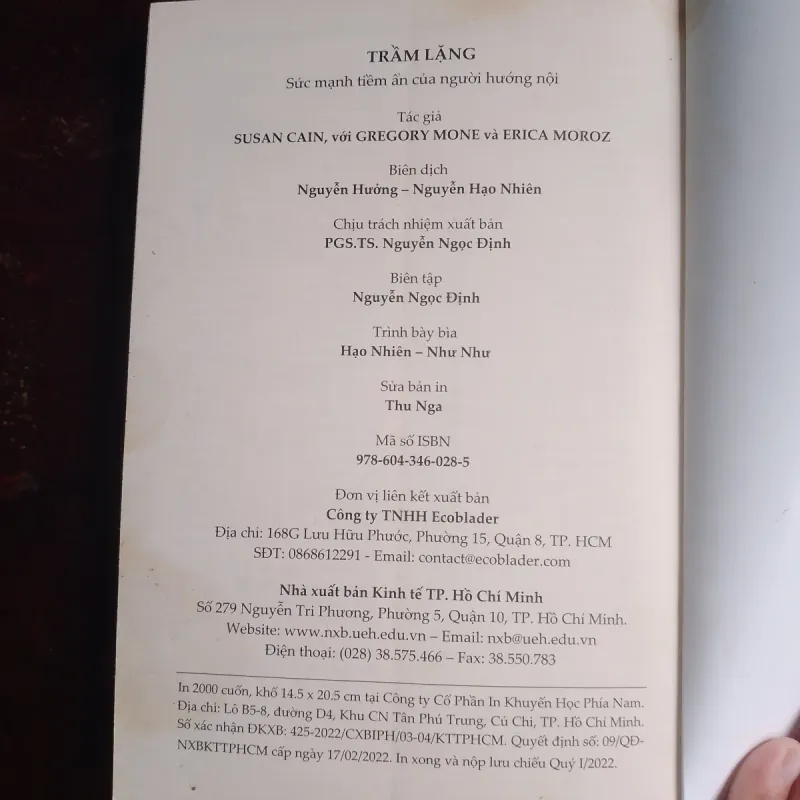 TRẦM LẶNG
Sức mạnh tiềm ẩn của người hướng nội
Tác giả
SUSAN CAIN, với GREGORY MONE và ERICA MOROZ
Biên dịch
Nguyễn Hưởng – Nguyễn Hạo Nhiên
Chịu trách nhiệm xuất bản
PGS.TS. Nguyễn Ngọc Định
Biên tập
Nguyễn Ngọc Định
Trình bày bìa
Hạo Nhiên – Như Như
Sửa bản in
Thu Nga
Mã số ISBN
978-604-346-028-5
Đơn vị liên kết xuất bản
Công ty TNHH Ecoblader
Địa chỉ: 168G Lưu Hữu Phước, Phường 15, Quận 8, TP. HCM
SĐT: 0868612291 - Email: contact@ecoblader.com
Nhà xuất bản Kinh tế TP. Hồ Chí Minh
Số 279 Nguyễn Tri Phương, Phường 5, Quận 10, TP. Hồ Chí Minh.
Website: www.nxb.ueh.edu.vn – Email: nxb@ueh.edu.vn
Điện thoại: (028) 38.575.466 – Fax: 38.550.783
In 2000 cuốn, khổ 14.5 x 20.5 cm tại Công ty Cổ Phần In Khuyến Học Phía Nam.
Địa chỉ: Lô B5-8, đường D4, Khu CN Tân Phú Trung, Củ Chi, TP. Hồ Chí Minh.
Số xác nhận ĐKXB: 425-2022/CXBIPH/03-04/KTTPHCM. Quyết định số: 09/QĐ-
NXBKTTPHCM cấp ngày 17/02/2022. In xong và nộp lưu chiểu Quý I/2022.